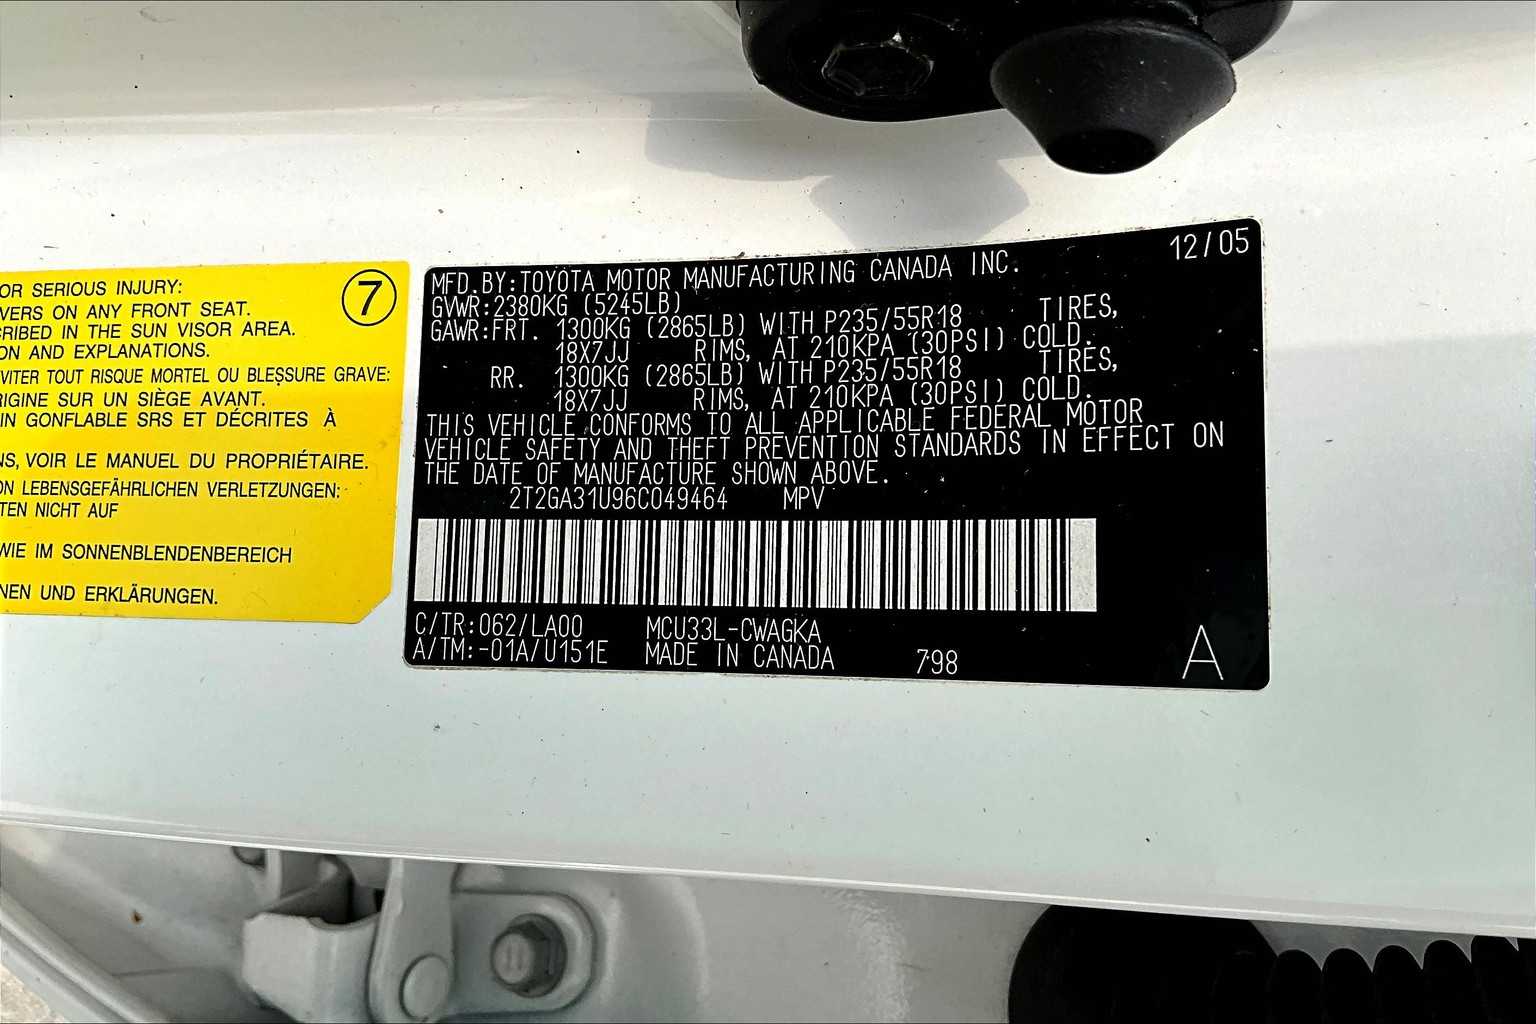 OR SERIOUS INJURY:
7
VERS ON ANY FRONT SEAT.
RIBED IN THE SUN VISOR AREA.
ON AND EXPLANATIONS.
VITER TOUT RISQUE MORTEL OU BLESSURE GRAVE:
RIGINE SUR UN SIÈGE AVANT.
IN GONFLABLE SRS ET DÉCRITES À
NS, VOIR LE MANUEL DU PROPRIÉTAIRE.
ON LEBENSGEFÄHRLICHEN VERLETZUNGEN:
TEN NICHT AUF
WIE IM SONNENBLENDENBEREICH
NEN UND ERKLÄRUNGEN.
12/05
MFD.BY:TOYOTA MOTOR MANUFACTURING CANADA INC.
GVWR:2380KG (5245LB)
GAWR:FRT. 1300KG (2865LB) WITH P235/55R18 TIRES,
18X7JJ RIMS, AT 210KPA (30PSI) COLD.
RR. 1300KG (2865LB) WITH P235/55R18 TIRES,
18X7JJ RIMS, AT 210KPA (30PSI) COLD.
THIS VEHICLE CONFORMS TO ALL APPLICABLE FEDERAL MOTOR
VEHICLE SAFETY AND THEFT PREVENTION STANDARDS IN EFFECT ON
THE DATE OF MANUFACTURE SHOWN ABOVE.
2T2GA31U96C049464 MPV
C/TR:062/LA00 MCU33L-CWAGKA
A/TM:-01A/U151E MADE IN CANADA 798
A